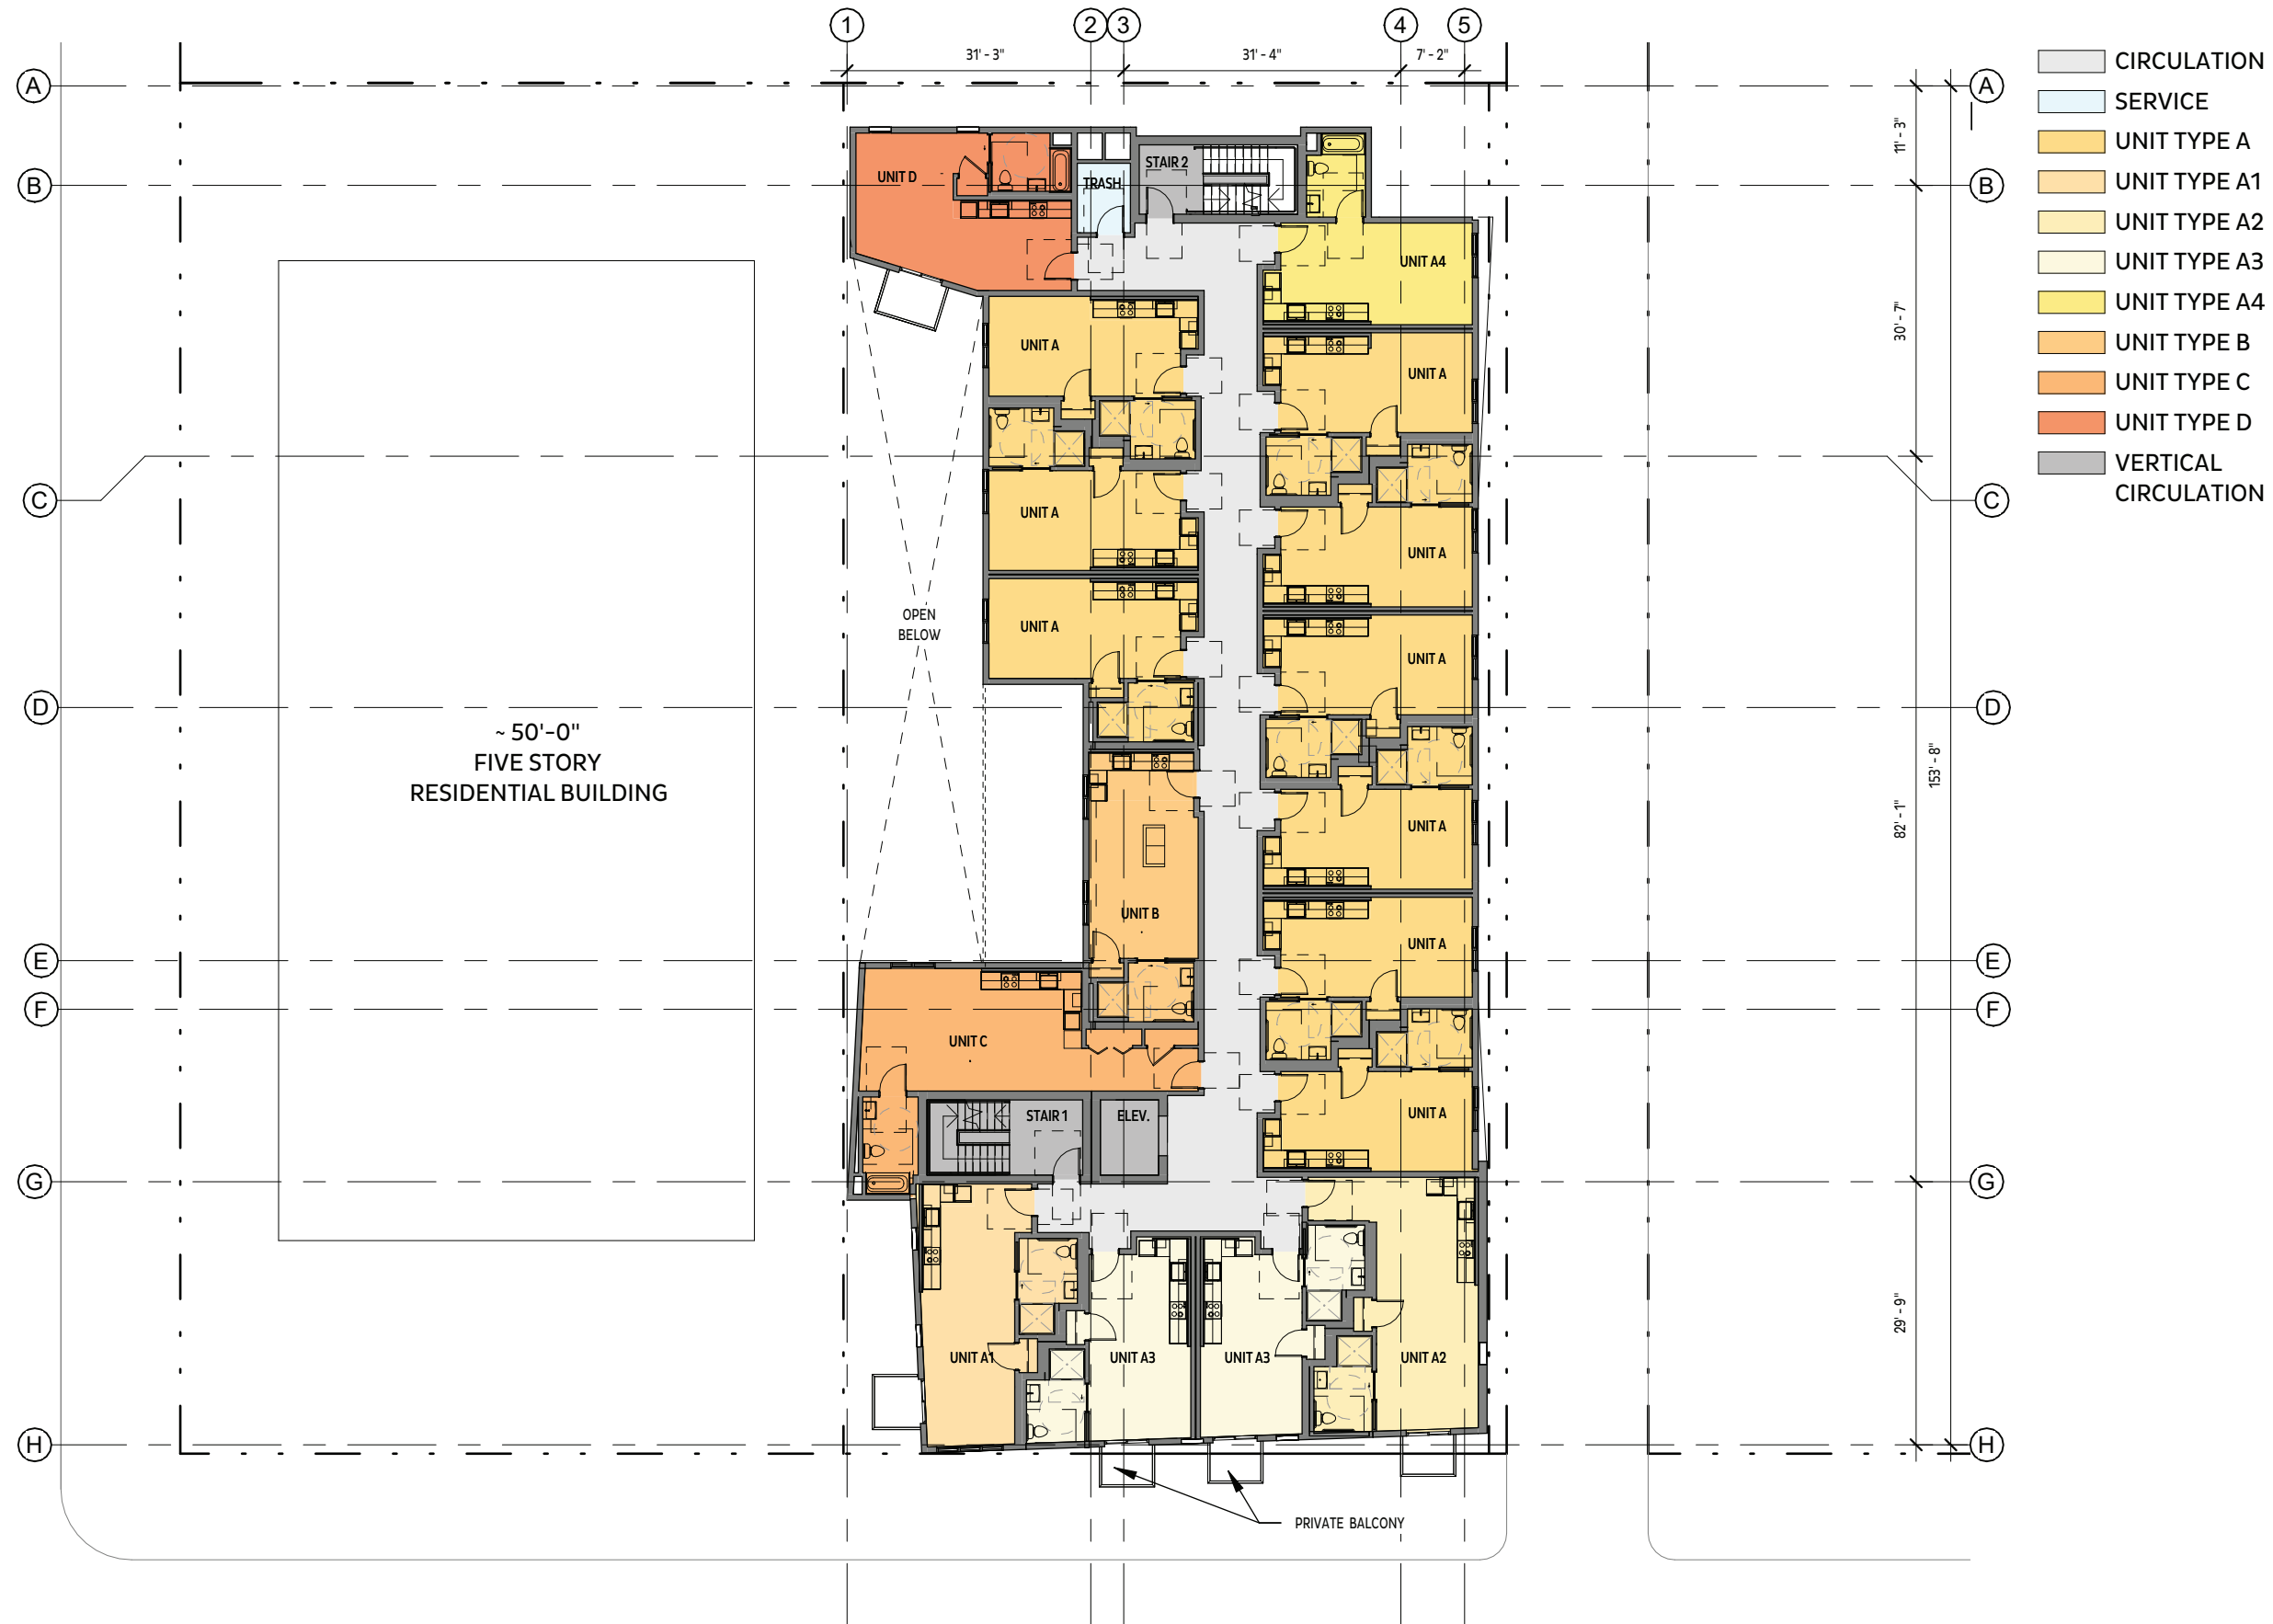 1
2
3
4
5
31' - 3"
31' - 4"
7' - 2"
A
A
B
B
C
C
D
D
E
E
F
F
G
G
H
H
11' - 3"
30' - 7"
82' - 1"
153' - 8"
29' - 9"
CIRCULATION
SERVICE
UNIT TYPE A
UNIT TYPE A1
UNIT TYPE A2
UNIT TYPE A3
UNIT TYPE A4
UNIT TYPE B
UNIT TYPE C
UNIT TYPE D
VERTICAL
CIRCULATION
UNIT D
TRASH
STAIR 2
UNIT A4
UNIT A
UNIT A
UNIT A
UNIT A
OPEN
BELOW
UNIT A
UNIT A
~ 50'-0"
FIVE STORY
RESIDENTIAL BUILDING
UNIT A
UNIT B
UNIT A
UNIT C
STAIR 1
ELEV.
UNIT A
UNIT A1
UNIT A3
UNIT A3
UNIT A2
PRIVATE BALCONY